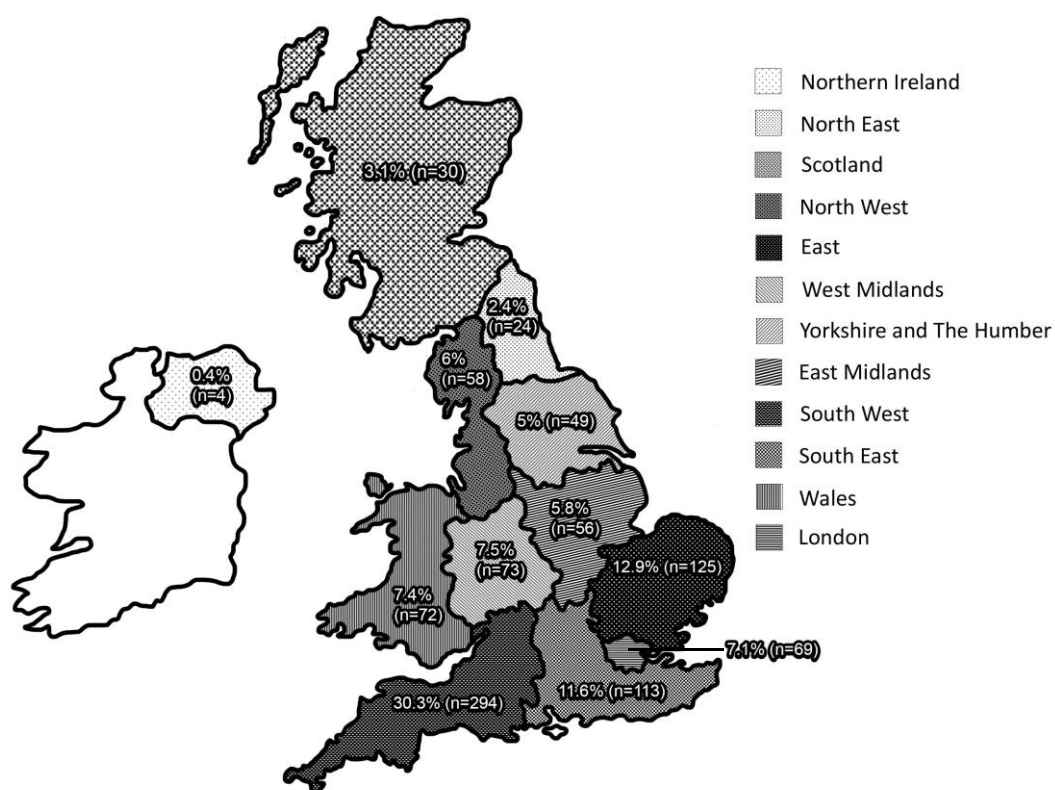 Northern Ireland
North East
Scotland
North West
East
West Midlands
Yorkshire and The Humber
East Midlands
South West
South East
Wales
London
3.1% (n=30)
2.4%
(n=24)
6%
(n=58)
0.4%
(n=4)
5% (n=49)
5.8%
(n=56)
7.5%
(n=73)
12.9% (n=125)
7.4%
(n=72)
7.1% (n=69)
11.6% (n=113)
30.3% (n=294)